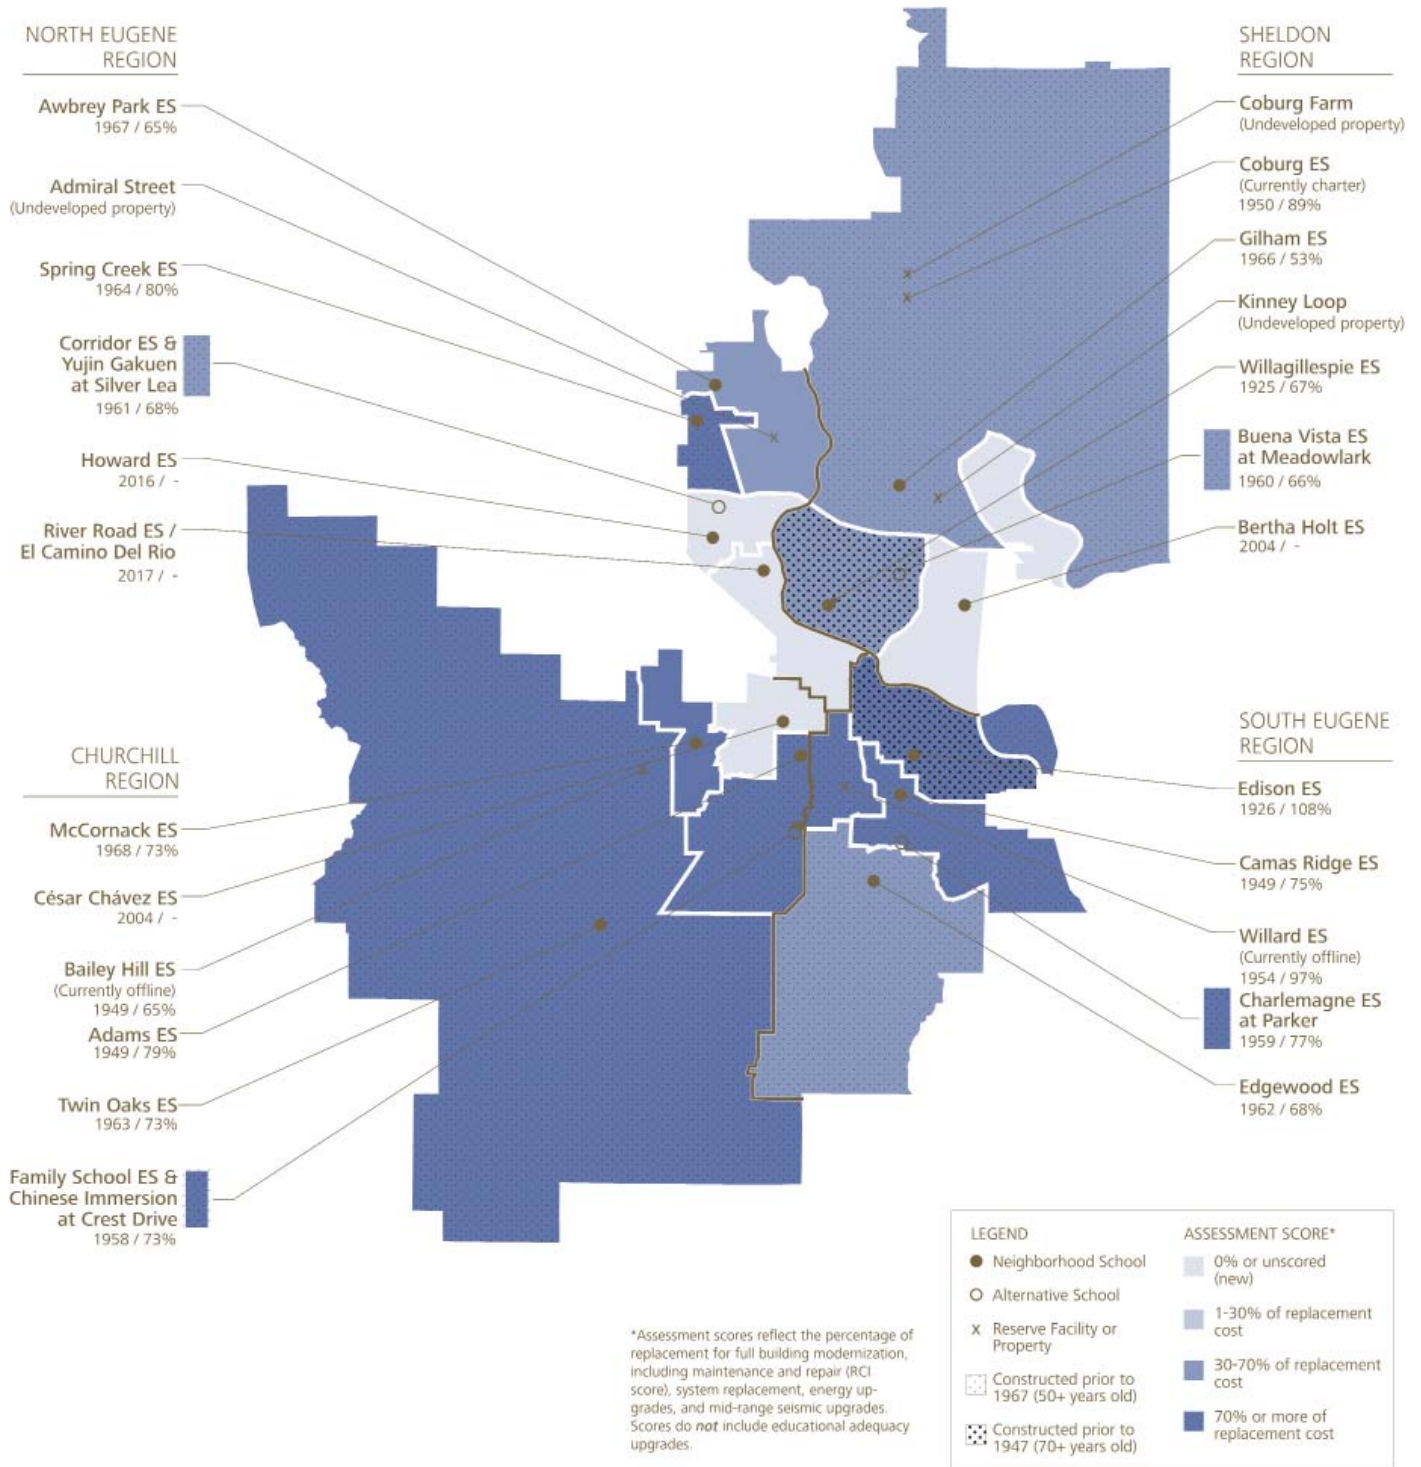 NORTH EUGENE
REGION
Awbrey Park ES
1967 / 65%
Admiral Street
(Undeveloped property)
Spring Creek ES
1964 / 80%
Corridor ES &
Yujin Gakuen
at Silver Lea
1961 / 68%
Howard ES
2016 / -
River Road ES /
El Camino Del Rio
2017 / -
CHURCHILL
REGION
McCornack ES
1968 / 73%
César Chávez ES
2004 / -
Bailey Hill ES
(Currently offline)
1949 / 65%
Adams ES
1949 / 79%
Twin Oaks ES
1963 / 73%
Family School ES &
Chinese Immersion
at Crest Drive
1958 / 73%
SHELDON
REGION
Coburg Farm
(Undeveloped property)
Coburg ES
(Currently charter)
1950 / 89%
Gilham ES
1966 / 53%
Kinney Loop
(Undeveloped property)
Willagillespie ES
1925 / 67%
Buena Vista ES
at Meadowlark
1960 / 66%
Bertha Holt ES
2004 / -
SOUTH EUGENE
REGION
Edison ES
1926 / 108%
Camas Ridge ES
1949 / 75%
Willard ES
(Currently offline)
1954 / 97%
Charlemagne ES
at Parker
1959 / 77%
Edgewood ES
1962 / 68%
*Assessment scores reflect the percentage of
replacement for full building modernization,
including maintenance and repair (RCI
score), system replacement, energy up-
grades, and mid-range seismic upgrades.
Scores do not include educational adequacy
upgrades.
LEGEND
Neighborhood School
Alternative School
x Reserve Facility or
Property
Constructed prior to
1967 (50+ years old)
Constructed prior to
1947 (70+ years old)
ASSESSMENT SCORE*
0% or unscored
(new)
1-30% of replacement
cost
30-70% of replacement
cost
70% or more of
replacement cost